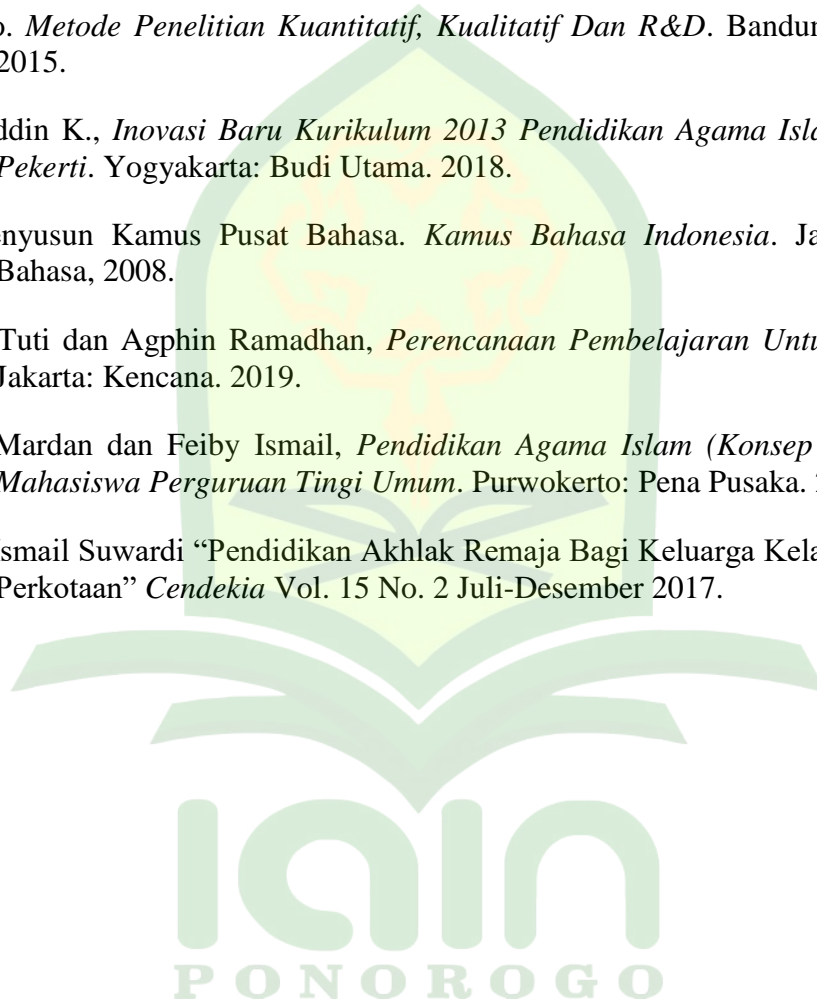 o. Metode Penelitian Kuantitatif, Kualitatif Dan R&D. Bandun
2015.
ddin K., Inovasi Baru Kurikulum 2013 Pendidikan Agama Isla
Pekerti. Yogyakarta: Budi Utama. 2018.
enyusun Kamus Pusat Bahasa. Kamus Bahasa Indonesia. Ja
Bahasa, 2008.
Tuti dan Agphin Ramadhan, Perencanaan Pembelajaran Untu
Jakarta: Kencana. 2019.
Mardan dan Feiby Ismail, Pendidikan Agama Islam (Konsep
Mahasiswa Perguruan Tingi Umum. Purwokerto: Pena Pusaka.
Ismail Suwardi “Pendidikan Akhlak Remaja Bagi Keluarga Kela
Perkotaan” Cendekia Vol. 15 No. 2 Juli-Desember 2017.
iain
PONOROGO